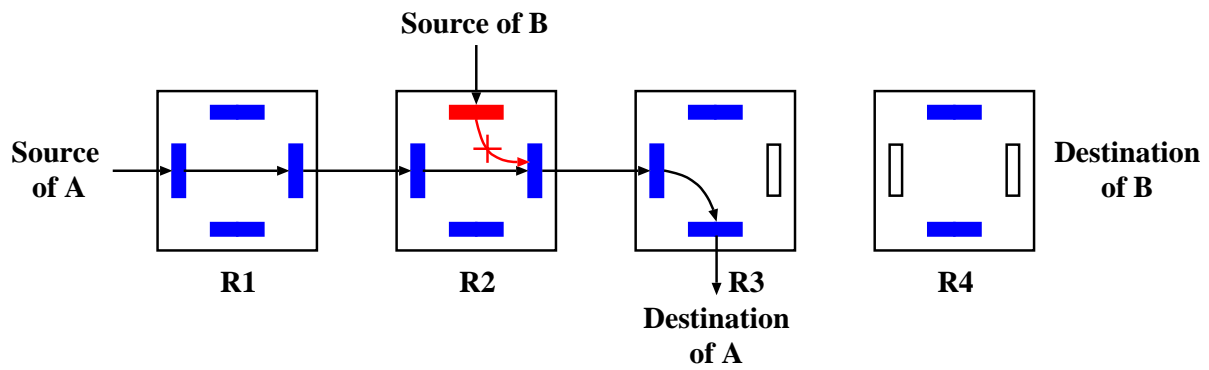 Source of B
Source
of A
Destination
of B
R1
R2
R3
R4
Destination
of A